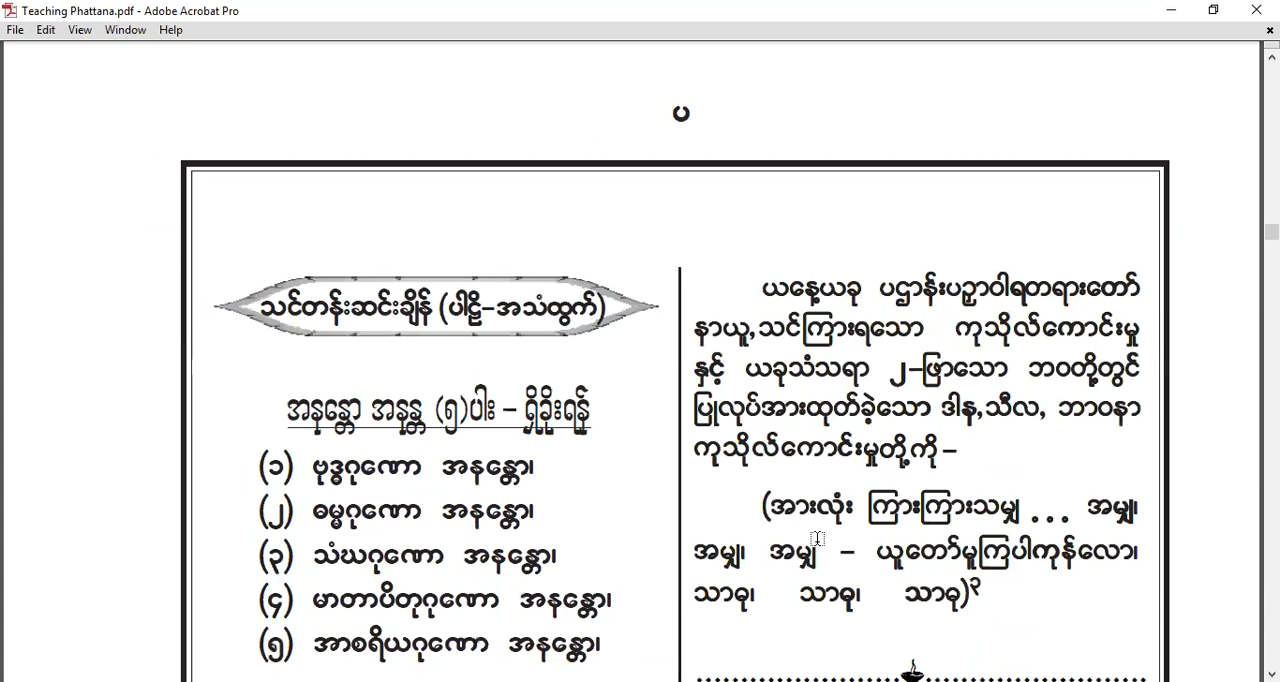 Teaching Phattana.pdf - Adobe Acrobat Pro
File Edit View Window Help
ပ
သင်တန်းဆင်းချိန် (ပါဠိ–အသံထွက်)
အနန္တော အနန္တ (၅)ပါး – ရှိခိုးရန်
(၁) ဗုဒ္ဓဂုဏော အနန္တော၊
(၂) ဓမ္မဂုဏော အနန္တော၊
(၃) သံဃဂုဏော အနန္တော၊
(၄) မာတာပိတုဂုဏော အနန္တော၊
(၅) အာစရိယဂုဏော အနန္တော၊
ယနေ့ယခု ပဋ္ဌာန်းပဉှာဝါရတရားတော်
နာယူ,သင်ကြားရသော ကုသိုလ်ကောင်းမှု
နှင့် ယခုသံသရာ ၂–ဖြာသော ဘဝတို့တွင်
ပြုလုပ်အားထုတ်ခဲ့သော ဒါန,သီလ, ဘာဝနာ
ကုသိုလ်ကောင်းမှုတို့ကို –
(အားလုံး ကြားကြားသမျှ ... အမျှ၊
အမျှ၊ အမျှ – ယူတော်မူကြပါကုန်လော၊
သာဓု၊ သာဓု၊ သာဓု)၃